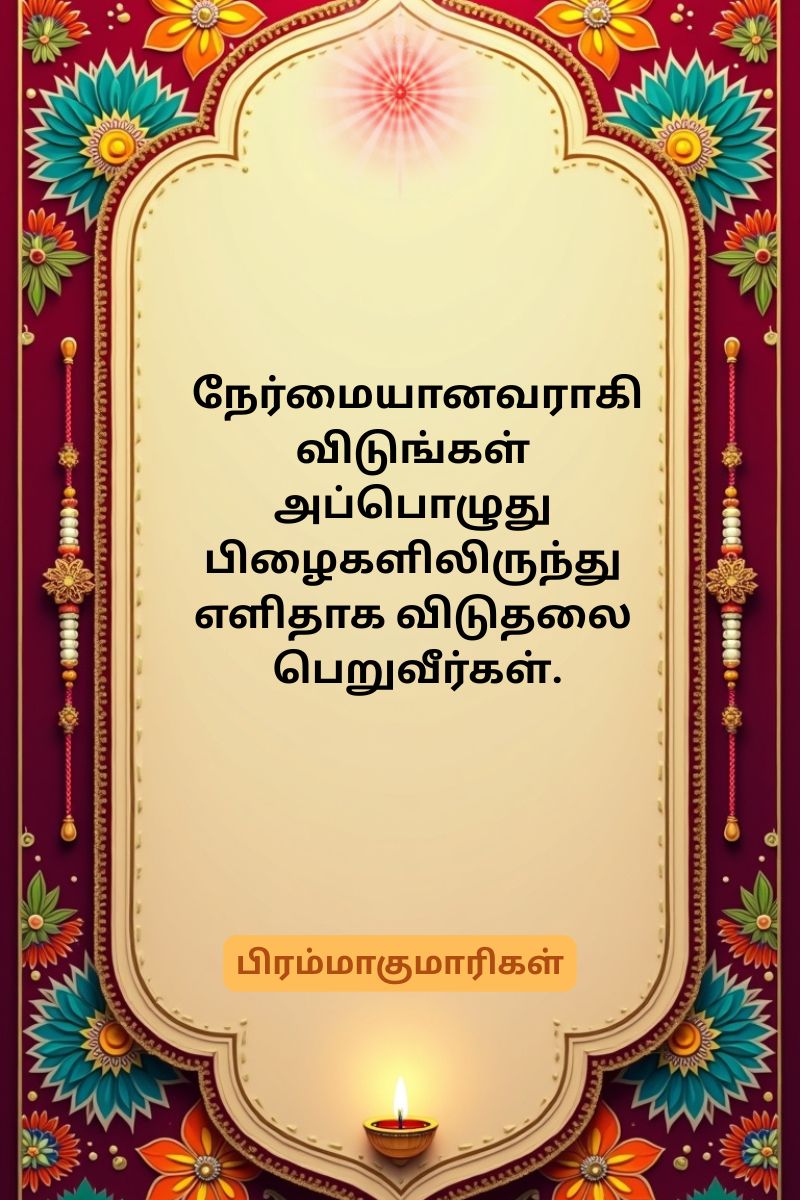 நேர்மையானவராகி
விடுங்கள்
அப்பொழுது
பிழைகளிலிருந்து
எளிதாக விடுதலை
பெறுவீர்கள்.
பிரம்மாகுமாரிகள்